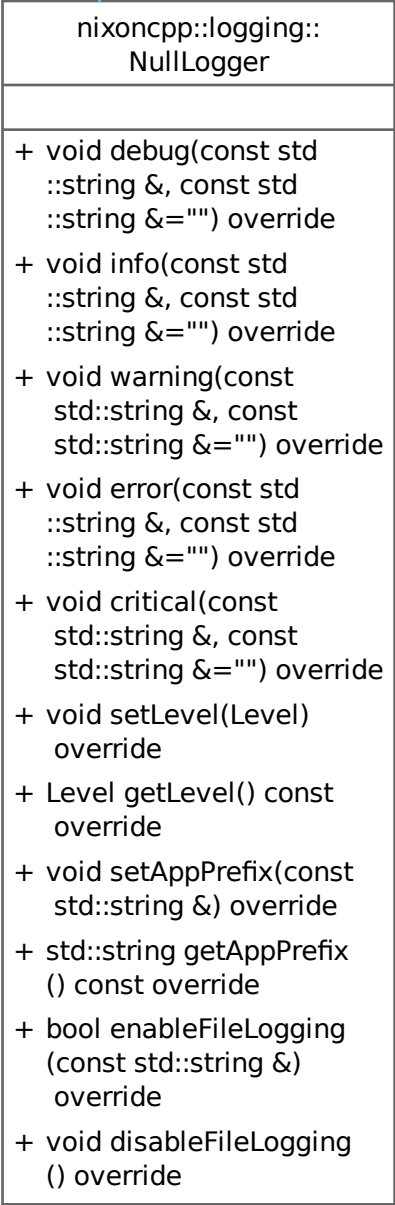 nixoncpp::logging::
NullLogger
+ void debug(const std
::string &, const std
::string &="") override
+ void info(const std
::string &, const std
::string &="") override
+ void warning(const
std::string &, const
std::string &="") override
+ void error(const std
::string &, const std
::string &="") override
+ void critical(const
std::string &, const
std::string &="") override
+ void setLevel(Level)
override
+ Level getLevel() const
override
+ void setAppPrefix(const
std::string &) override
+ std::string getAppPrefix
() const override
+ bool enableFileLogging
(const std::string &)
override
+ void disableFileLogging
() override